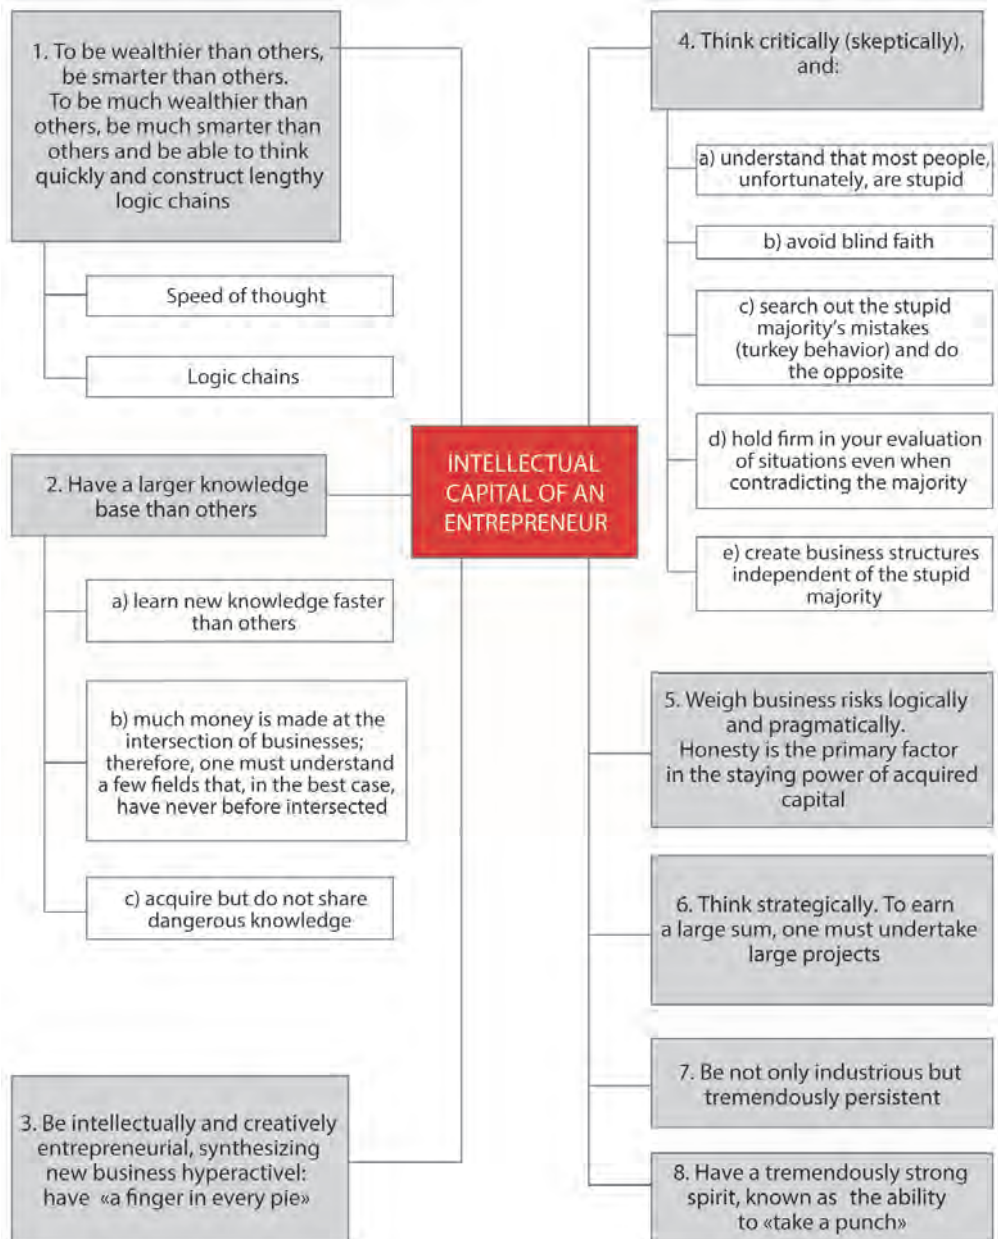 1. To be wealthier than others,
be smarter than others.
To be much wealthier than
others, be much smarter than
others and be able to think
quickly and construct lengthy
logic chains
Speed of thought
Logic chains
2. Have a larger knowledge
base than others
a) learn new knowledge faster
than others
b) much money is made at the
intersection of businesses;
therefore, one must understand
a few fields that, in the best case,
have never before intersected
c) acquire but do not share
dangerous knowledge
3. Be intellectually and creatively
entrepreneurial, synthesizing
new business hyperactivel:
have «a finger in every pie»
INTELLECTUAL
CAPITAL OF AN
ENTREPRENEUR
4. Think critically (skeptically),
and:
a) understand that most people,
unfortunately, are stupid
b) avoid blind faith
c) search out the stupid
majority's mistakes
(turkey behavior) and do
the opposite
d) hold firm in your evaluation
of situations even when
contradicting the majority
e) create business structures
independent of the stupid
majority
5. Weigh business risks logically
and pragmatically.
Honesty is the primary factor
in the staying power of acquired
capital
6. Think strategically. To earn
a large sum, one must undertake
large projects
7. Be not only industrious but
tremendously persistent
8. Have a tremendously strong
spirit, known as the ability
to «take a punch»